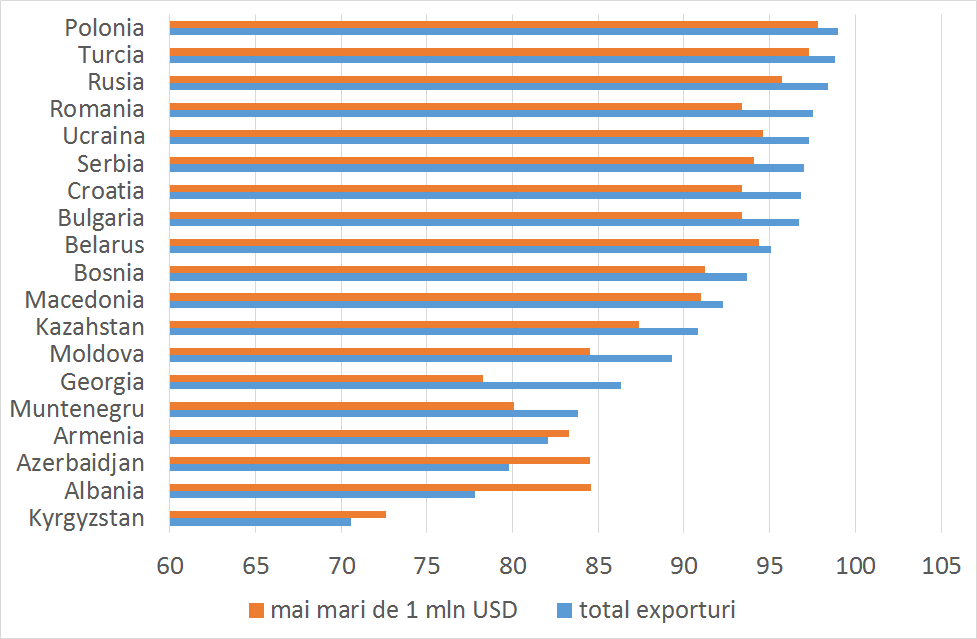 Polonia
Turcia
Rusia
Romania
Ucraina
Serbia
Croatia
Bulgaria
Belarus
Bosnia
Macedonia
Kazahstan
Moldova
Georgia
Muntenegru
Armenia
Azerbaidjan
Albania
Kyrgyzstan
60 65 70 75 80 85 90 95 100 105
mai mari de 1 mln USD total exporturi